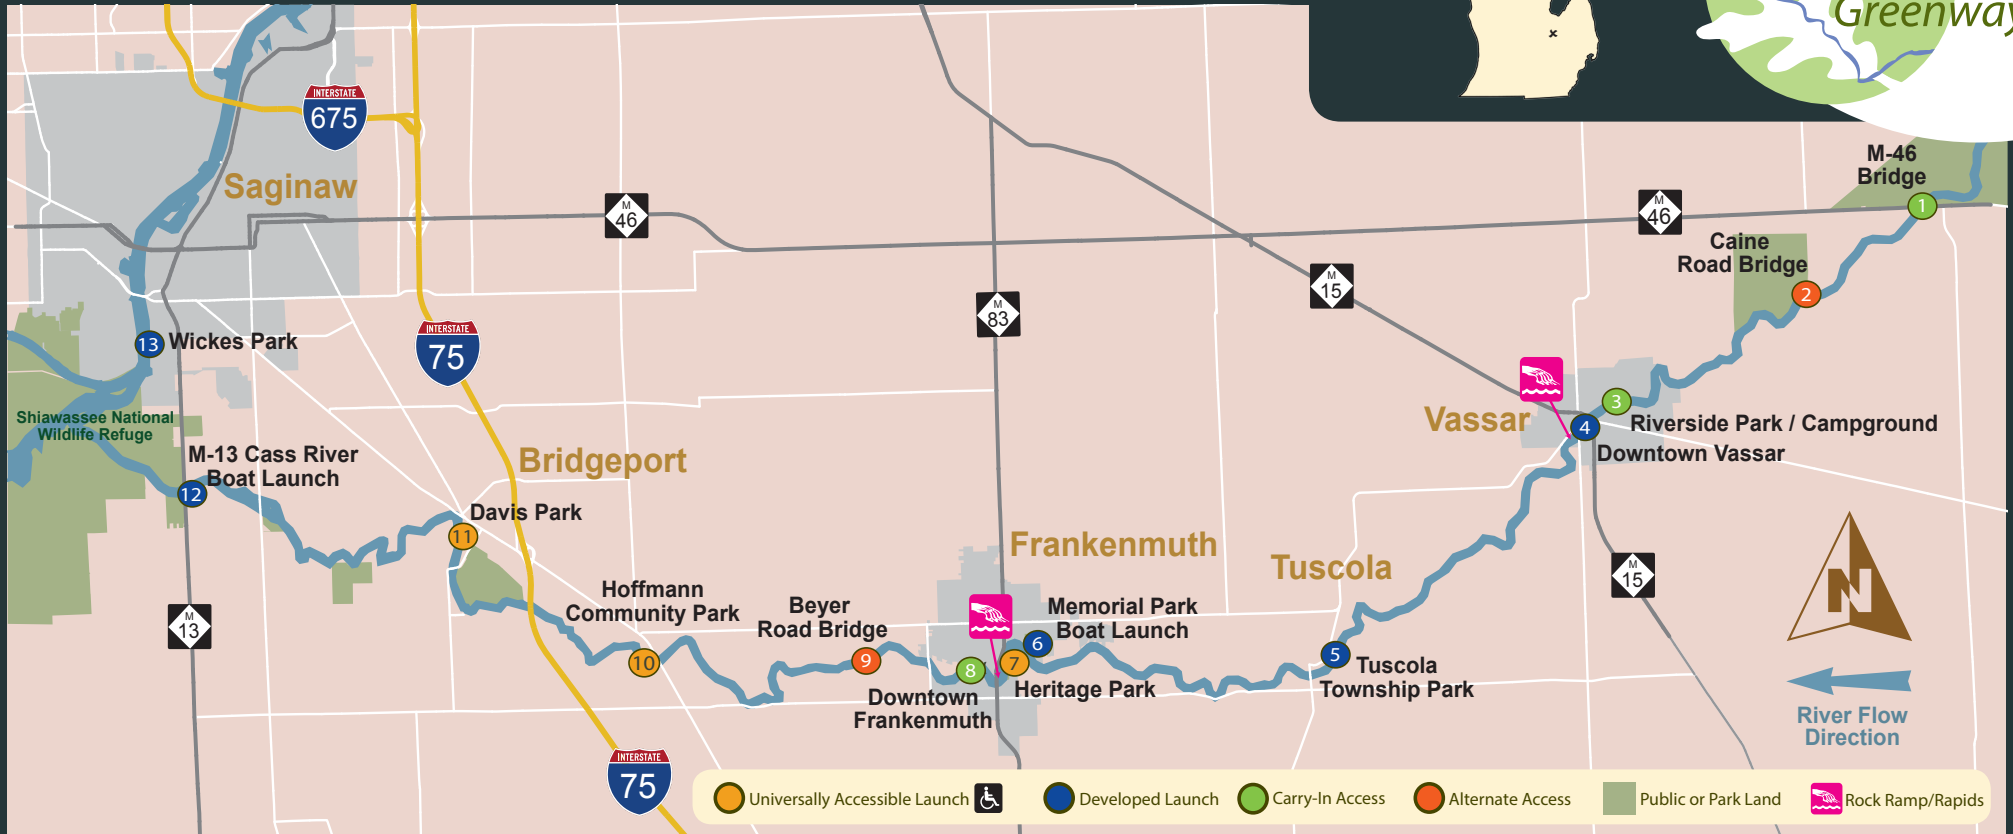 Greenway
M-46
Bridge
1
INTERSTATE
675
Saginaw
M
46
M
46
Caine
Road Bridge
2
M
15
M
83
13
Wickes Park
INTERSTATE
75
Shiawassee National
Wildlife Refuge
Vassar
3
Riverside Park / Campground
4
Downtown Vassar
M-13 Cass River
Boat Launch
12
Bridgeport
Davis Park
11
Frankenmuth
Tuscola
M
15
N
Hoffmann
Community Park
10
Beyer
Road Bridge
9
Memorial Park
Boat Launch
6
M
13
8
7
Downtown
Frankenmuth
Heritage Park
5
Tuscola
Township Park
River Flow
Direction
INTERSTATE
75
Universally Accessible Launch
Developed Launch
Carry-In Access
Alternate Access
Public or Park Land
Rock Ramp/Rapids